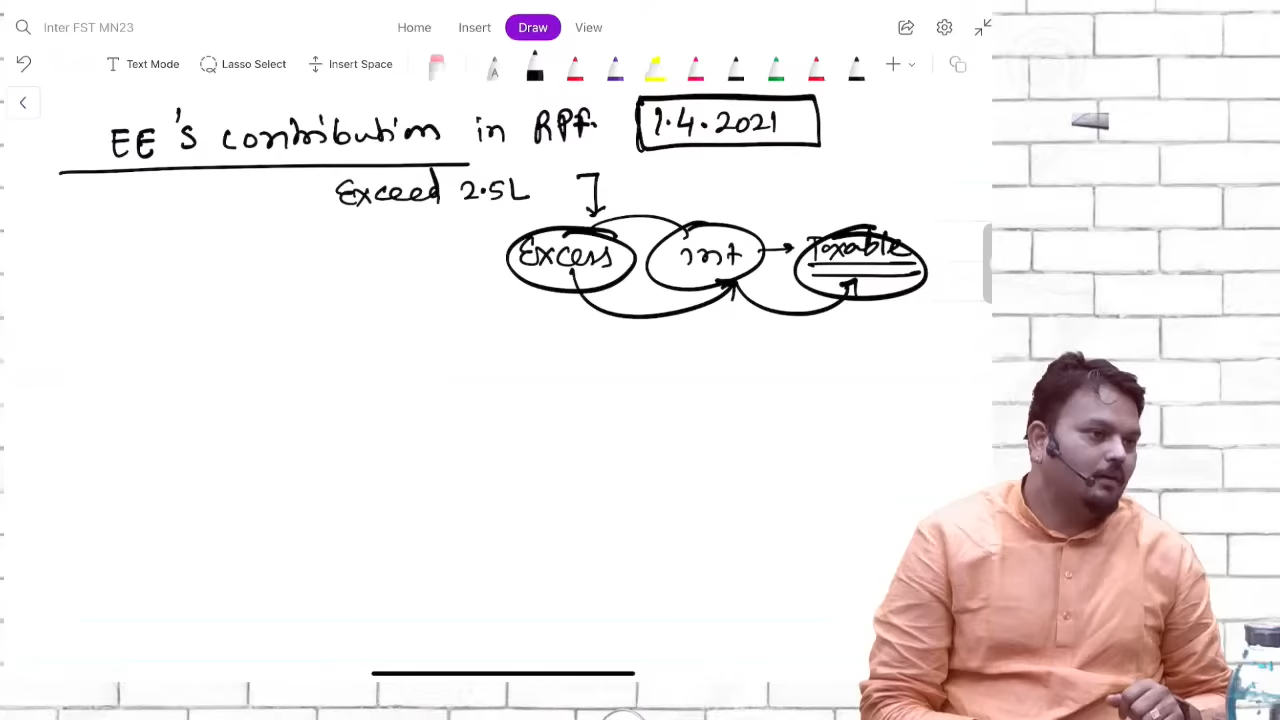 Inter FST MN23
Home Insert Draw View
Text Mode Lasso Select Insert Space
EE's contribution in RPF. 1.4.2021
Exceed 2.5L
Excess int Taxable